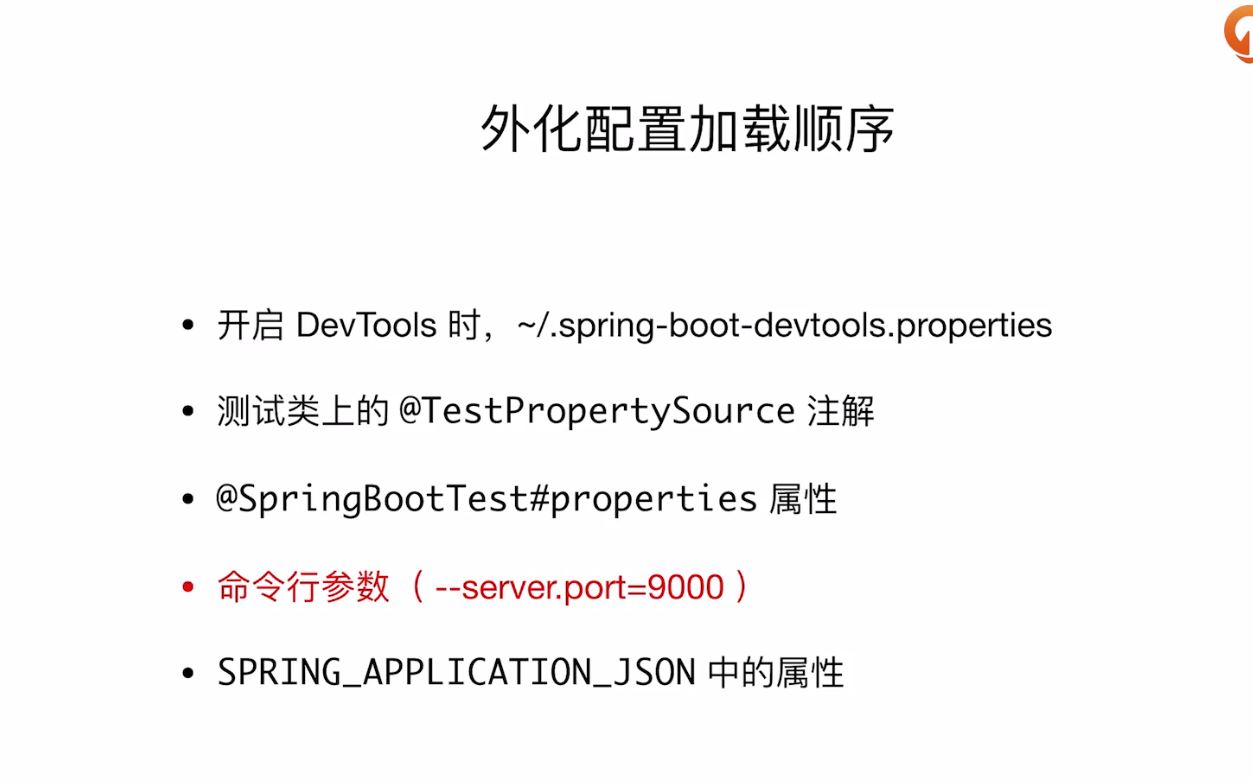 外化配置加载顺序
• 开启 DevTools 时，~/.spring-boot-devtools.properties
• 测试类上的 @TestPropertySource 注解
• @SpringBootTest#properties 属性
• 命令行参数（ --server.port=9000 ）
• SPRING_APPLICATION_JSON 中的属性